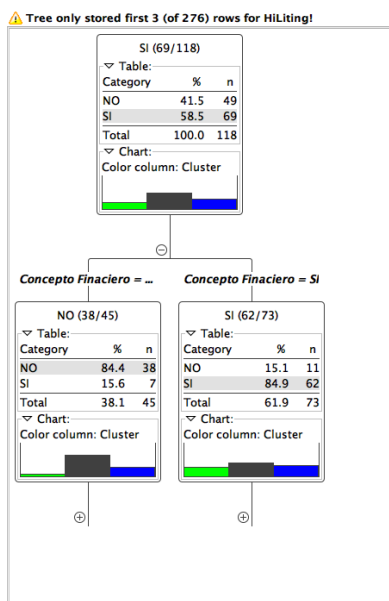 Tree only stored first 3 (of 276) rows for HiLiting!
SI (69/118)
Table:
Category % n
NO 41.5 49
SI 58.5 69
Total 100.0 118
Chart:
Color column: Cluster
Concepto Finaciero = ...
NO (38/45)
Table:
Category % n
NO 84.4 38
SI 15.6 7
Total 38.1 45
Chart:
Color column: Cluster
Concepto Finaciero = SI
SI (62/73)
Table:
Category % n
NO 15.1 11
SI 84.9 62
Total 61.9 73
Chart:
Color column: Cluster